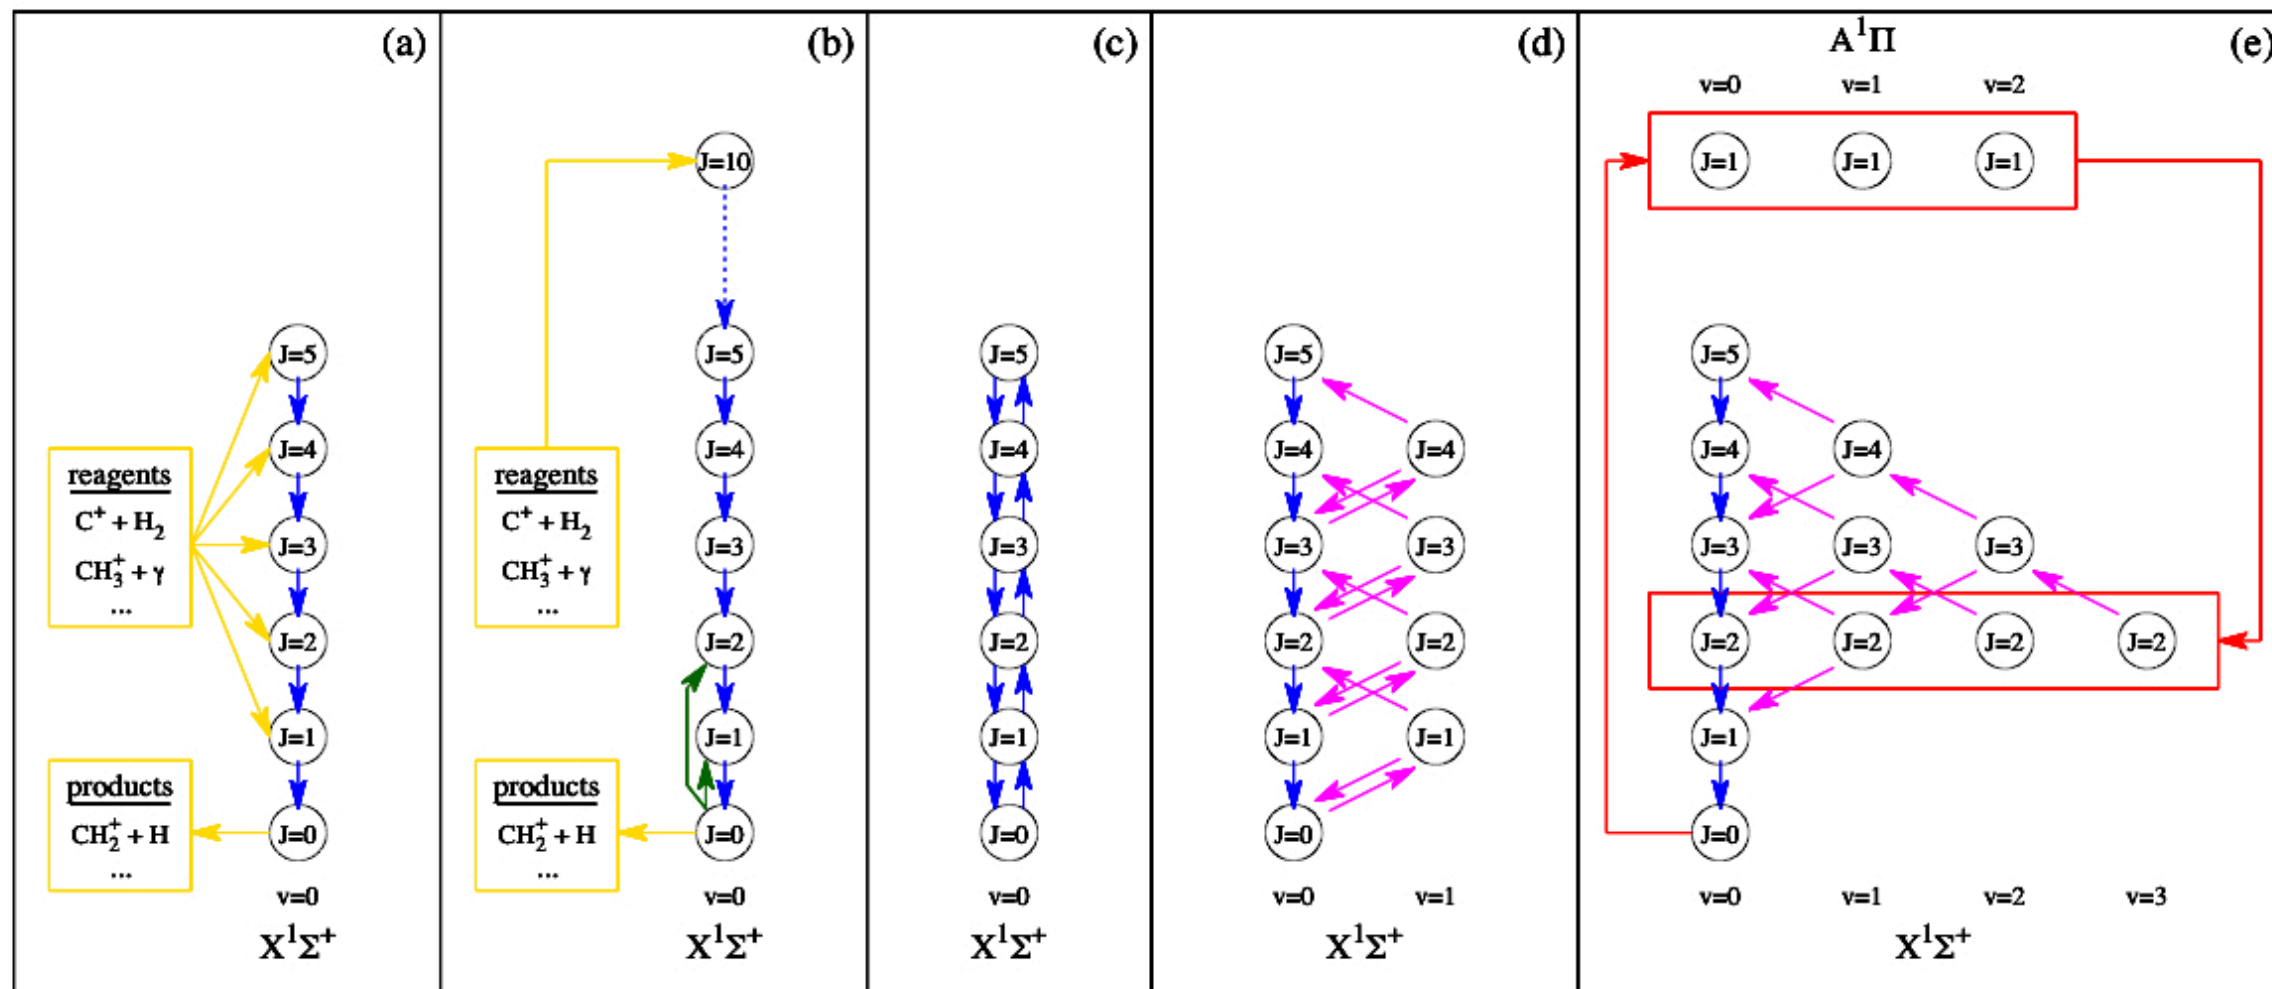 (a)
J=5
J=4
reagents
C⁺ + H₂
J=3
CH₃⁺ + γ
...
J=2
J=1
products
CH₂⁺ + H
J=0
...
v=0
X¹Σ⁺
(b)
J=10
J=5
J=4
reagents
C⁺ + H₂
J=3
CH₃⁺ + γ
...
J=2
J=1
products
CH₂⁺ + H
J=0
...
v=0
X¹Σ⁺
(c)
J=5
J=4
J=3
J=2
J=1
J=0
v=0
X¹Σ⁺
(d)
J=5
J=4 J=4
J=3 J=3
J=2 J=2
J=1 J=1
J=0
v=0 v=1
X¹Σ⁺
A¹Π (e)
v=0 v=1 v=2
J=1 J=1 J=1
J=5
J=4 J=4
J=3 J=3 J=3
J=2 J=2 J=2 J=2
J=1
J=0
v=0 v=1 v=2 v=3
X¹Σ⁺